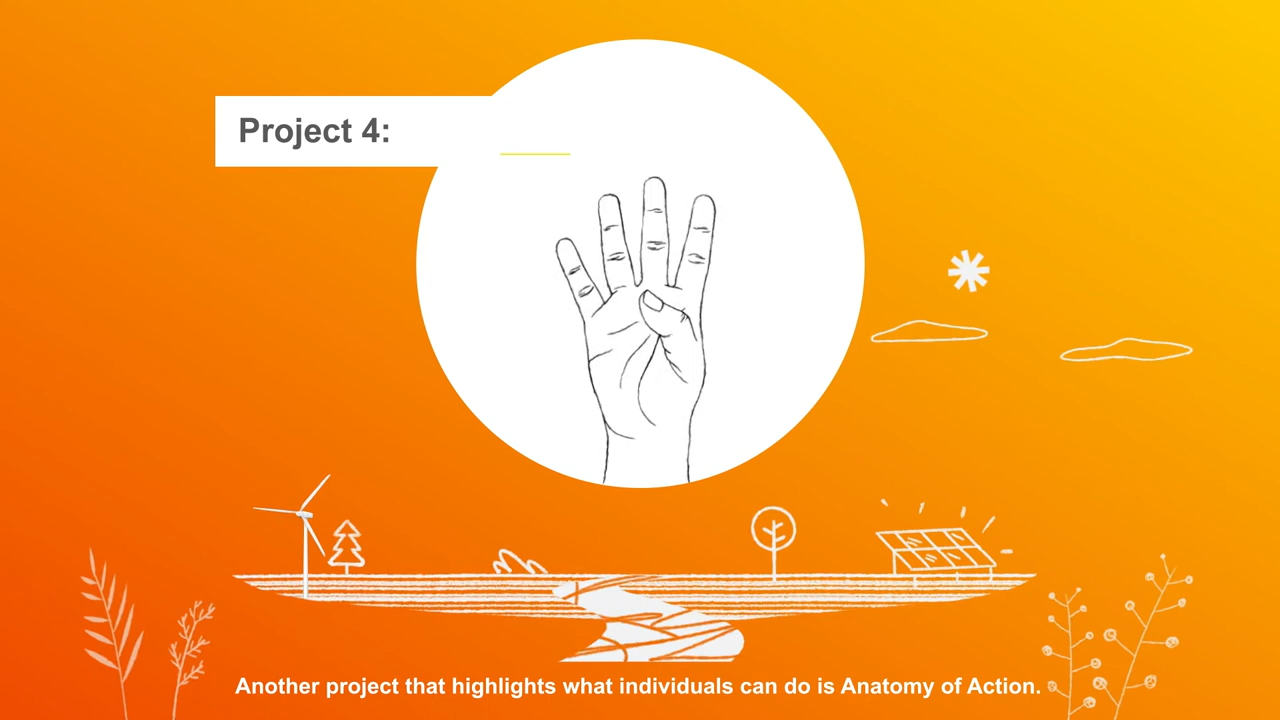 Project 4:
Another project that highlights what individuals can do is Anatomy of Action.